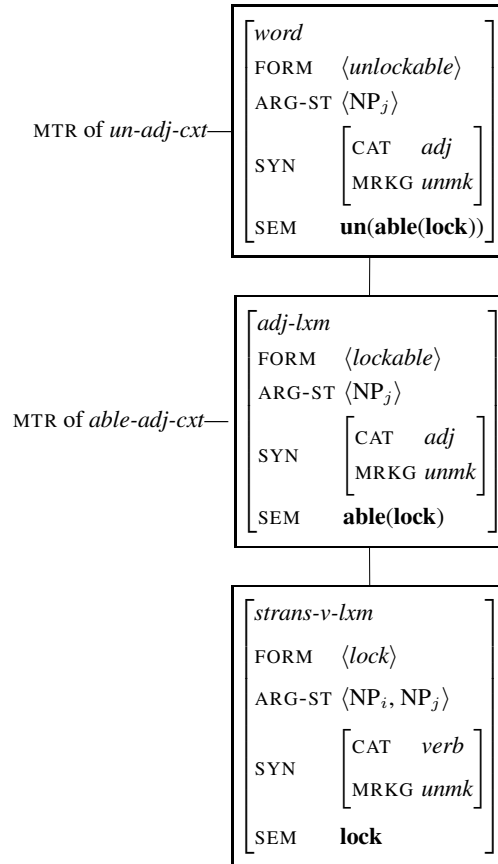 word
FORM ⟨unlockable⟩
ARG-ST ⟨NPj⟩
MTR of un-adj-cxt
SYN
CAT adj
MRKG unmk
SEM un(able(lock))
adj-lxm
FORM ⟨lockable⟩
ARG-ST ⟨NPj⟩
MTR of able-adj-cxt
SYN
CAT adj
MRKG unmk
SEM able(lock)
strans-v-lxm
FORM ⟨lock⟩
ARG-ST ⟨NPi, NPj⟩
SYN
CAT verb
MRKG unmk
SEM lock